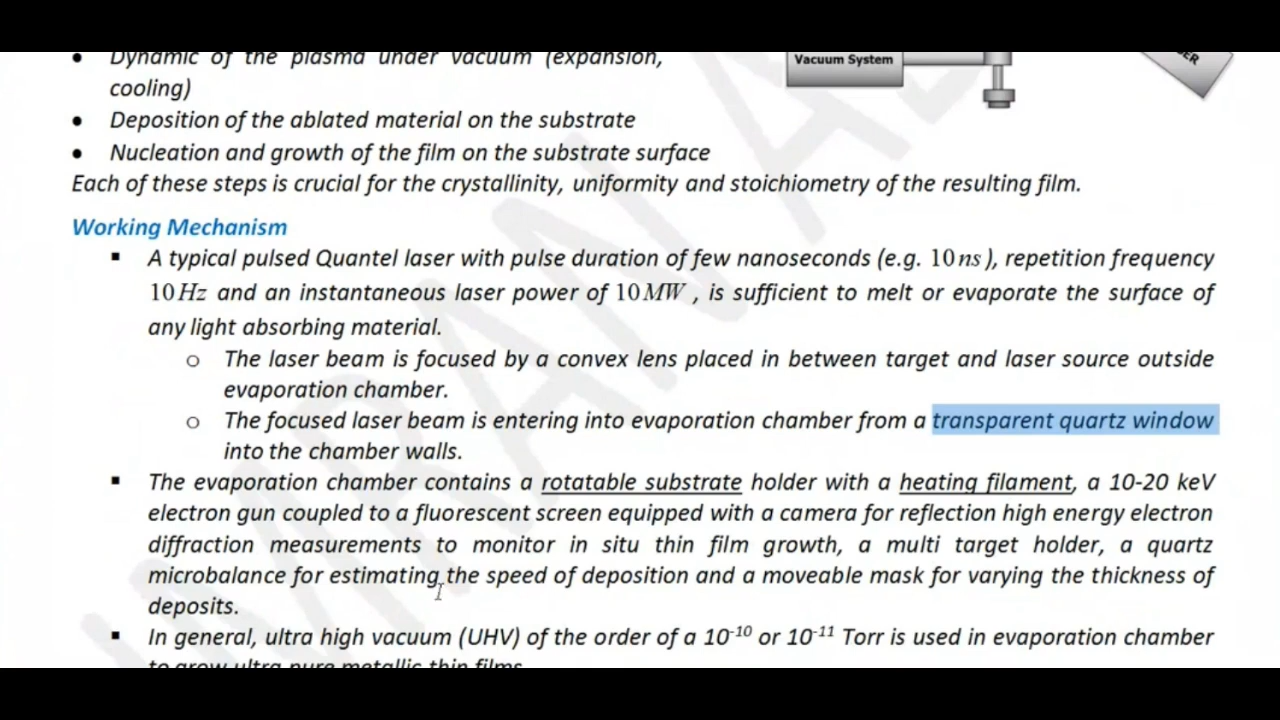 • Dynamic of the plasma under vacuum (expansion,
cooling)
Vacuum System
• Deposition of the ablated material on the substrate
• Nucleation and growth of the film on the substrate surface
Each of these steps is crucial for the crystallinity, uniformity and stoichiometry of the resulting film.
Working Mechanism
▪ A typical pulsed Quantel laser with pulse duration of few nanoseconds (e.g. 10 ns), repetition frequency
10 Hz and an instantaneous laser power of 10 MW, is sufficient to melt or evaporate the surface of
any light absorbing material.
o The laser beam is focused by a convex lens placed in between target and laser source outside
evaporation chamber.
o The focused laser beam is entering into evaporation chamber from a transparent quartz window
into the chamber walls.
▪ The evaporation chamber contains a rotatable substrate holder with a heating filament, a 10-20 keV
electron gun coupled to a fluorescent screen equipped with a camera for reflection high energy electron
diffraction measurements to monitor in situ thin film growth, a multi target holder, a quartz
microbalance for estimating the speed of deposition and a moveable mask for varying the thickness of
deposits.
▪ In general, ultra high vacuum (UHV) of the order of a 10⁻¹⁰ or 10⁻¹¹ Torr is used in evaporation chamber
to grow ultra pure metallic thin films.